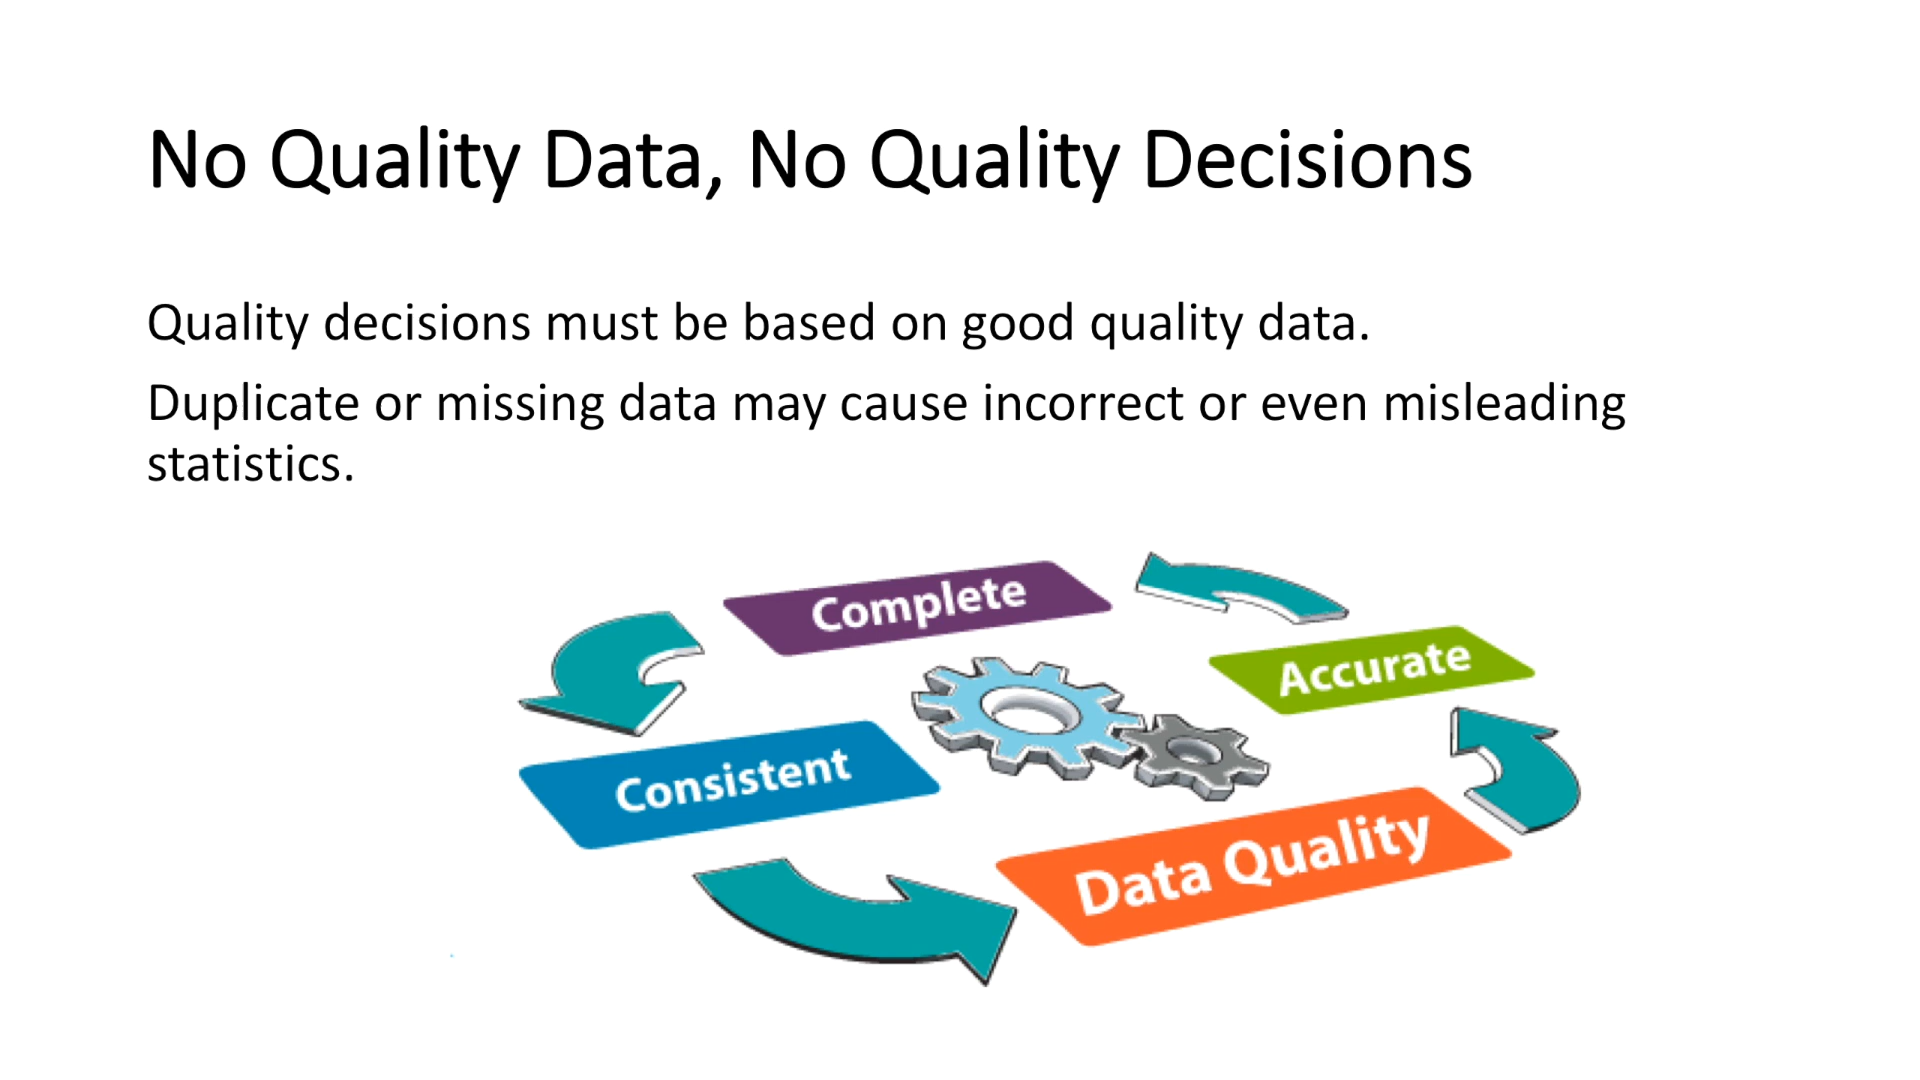 No Quality Data, No Quality Decisions
Quality decisions must be based on good quality data.
Duplicate or missing data may cause incorrect or even misleading
statistics.
Complete
Accurate
Consistent
Data Quality